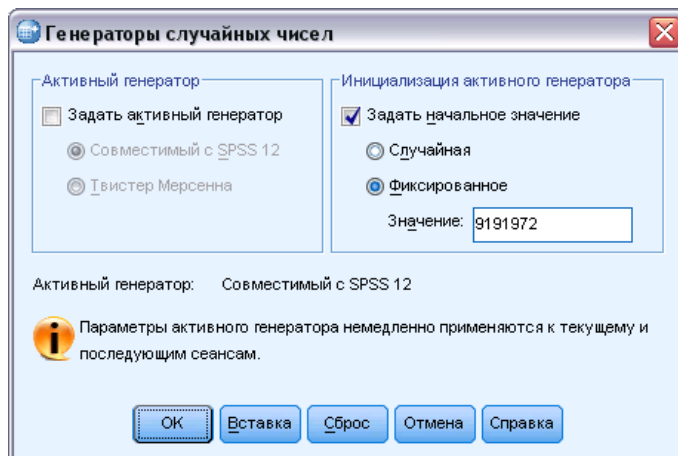 Генераторы случайных чисел
Активный генератор
Задать активный генератор
Совместимый с SPSS 12
Твистер Мерсенна
Инициализация активного генератора
Задать начальное значение
Случайная
Фиксированное
Значение: 9191972
Активный генератор: Совместимый с SPSS 12
Параметры активного генератора немедленно применяются к текущему и
последующим сеансам.
OK Вставка Сброс Отмена Справка